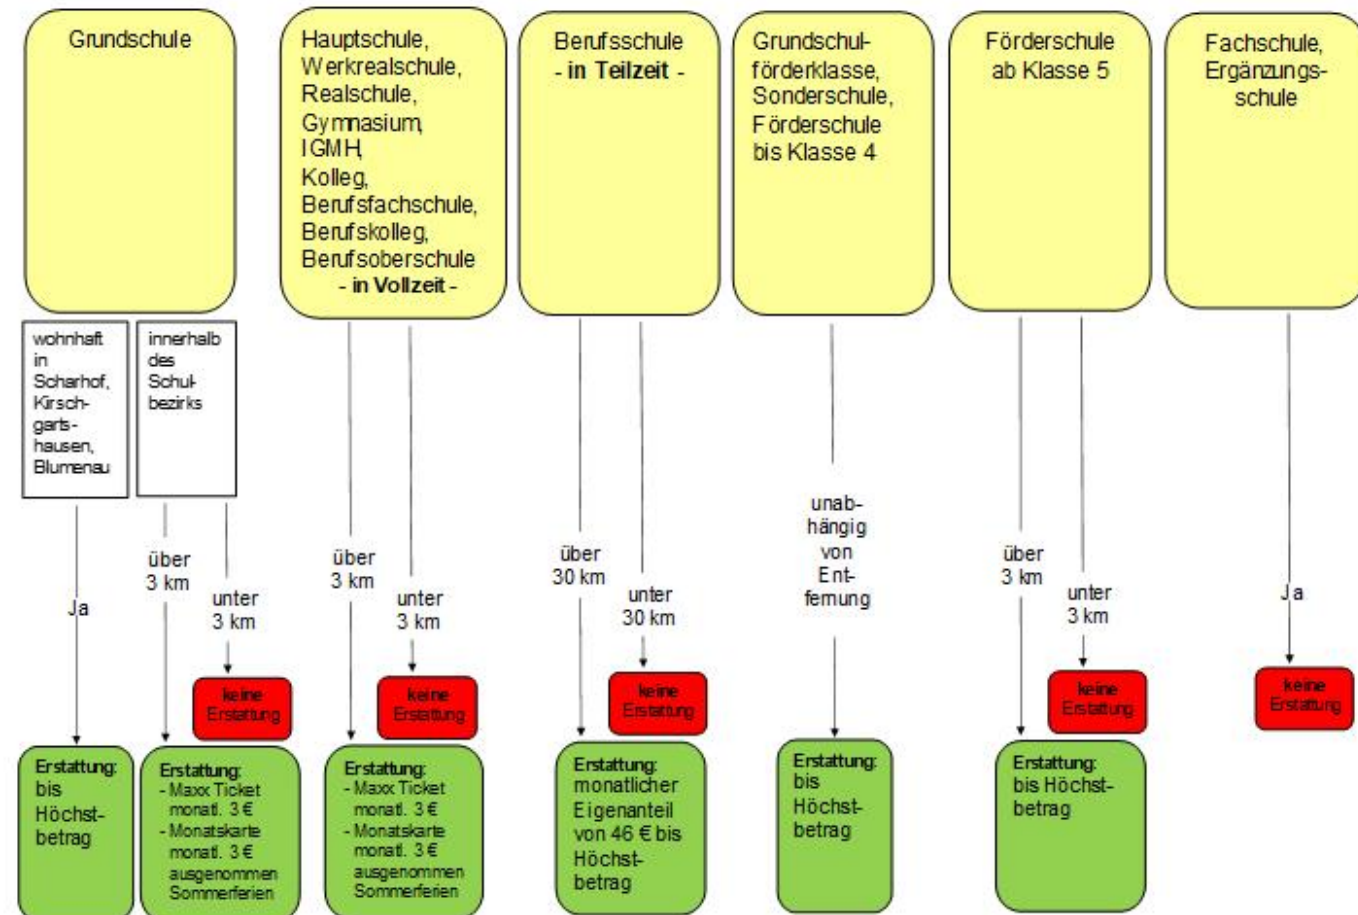 Grundschule
Hauptschule,
Werkrealschule,
Realschule,
Gymnasium,
IGMH,
Kolleg,
Berufsfachschule,
Berufskolleg,
Berufsoberschule
- in Vollzeit -
Berufsschule
- in Teilzeit -
Grundschul-
förderklasse,
Sonderschule,
Förderschule
bis Klasse 4
Förderschule
ab Klasse 5
Fachschule,
Ergänzungs-
schule
wohnhaft
in
Scharhof,
Kirsch-
garts-
hausen,
Blumenau
innerhalb
des
Schul-
bezirks
Ja
über
3 km
unter
3 km
über
3 km
unter
3 km
über
30 km
unter
30 km
unab-
hängig
von
Ent-
fernung
über
3 km
unter
3 km
Ja
keine
Erstattung
keine
Erstattung
keine
Erstattung
keine
Erstattung
keine
Erstattung
Erstattung:
bis
Höchst-
betrag
Erstattung:
- Maxx Ticket
monatl. 3 €
- Monatskarte
monatl. 3 €
ausgenommen
Sommerferien
Erstattung:
- Maxx Ticket
monatl. 3 €
- Monatskarte
monatl. 3 €
ausgenommen
Sommerferien
Erstattung:
monatlicher
Eigenanteil
von 46 € bis
Höchst-
betrag
Erstattung:
bis
Höchst-
betrag
Erstattung:
bis Höchst-
betrag